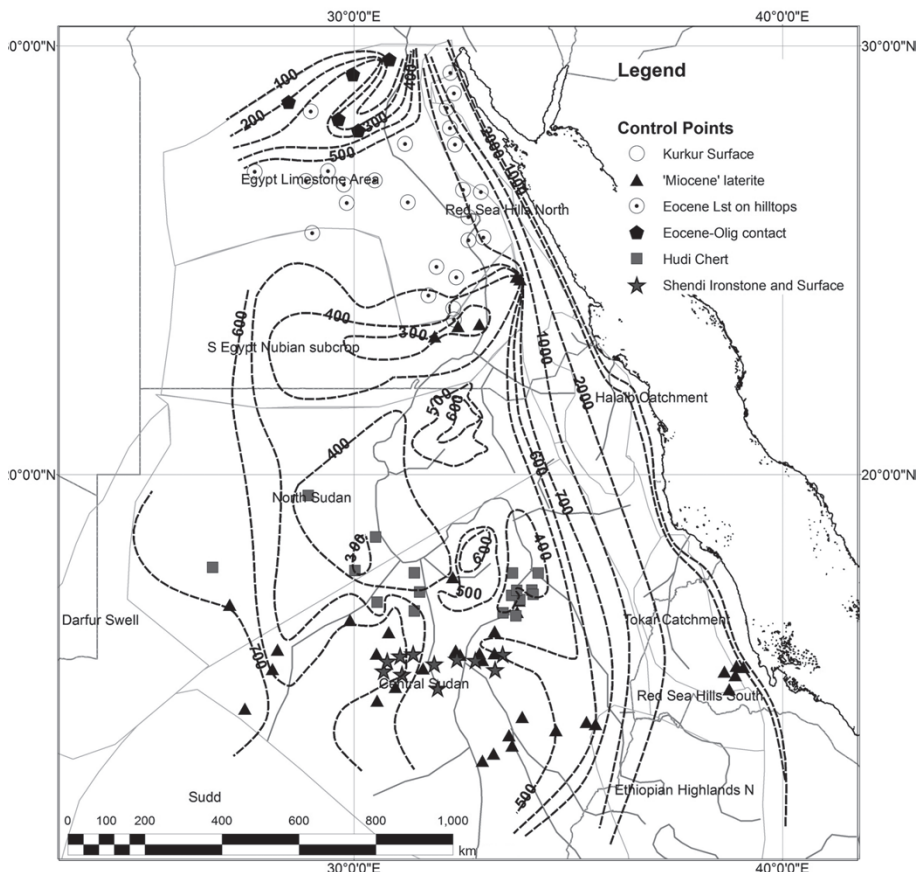 30°0'0"E 40°0'0"E
0°0'0"N 30°0'0"N
Legend
Control Points
Kurkur Surface
'Miocene' laterite
Eocene Lst on hilltops
Eocene-Olig contact
Hudi Chert
Shendi Ironstone and Surface
100
400
200
300
500
2000
1000
Egypt Limestone Area
Red Sea Hills North
600
400
300
S Egypt Nubian subcrop
1000
2000
Halaib Catchment
500
600
400
600
700
0°0'0"N 20°0'0"N
North Sudan
300
600
400
500
Darfur Swell
Tokar Catchment
700
Central Sudan
Red Sea Hills South
500
Ethiopian Highlands N
Sudd
0 100 200 400 600 800 1,000
km
30°0'0"E 40°0'0"E